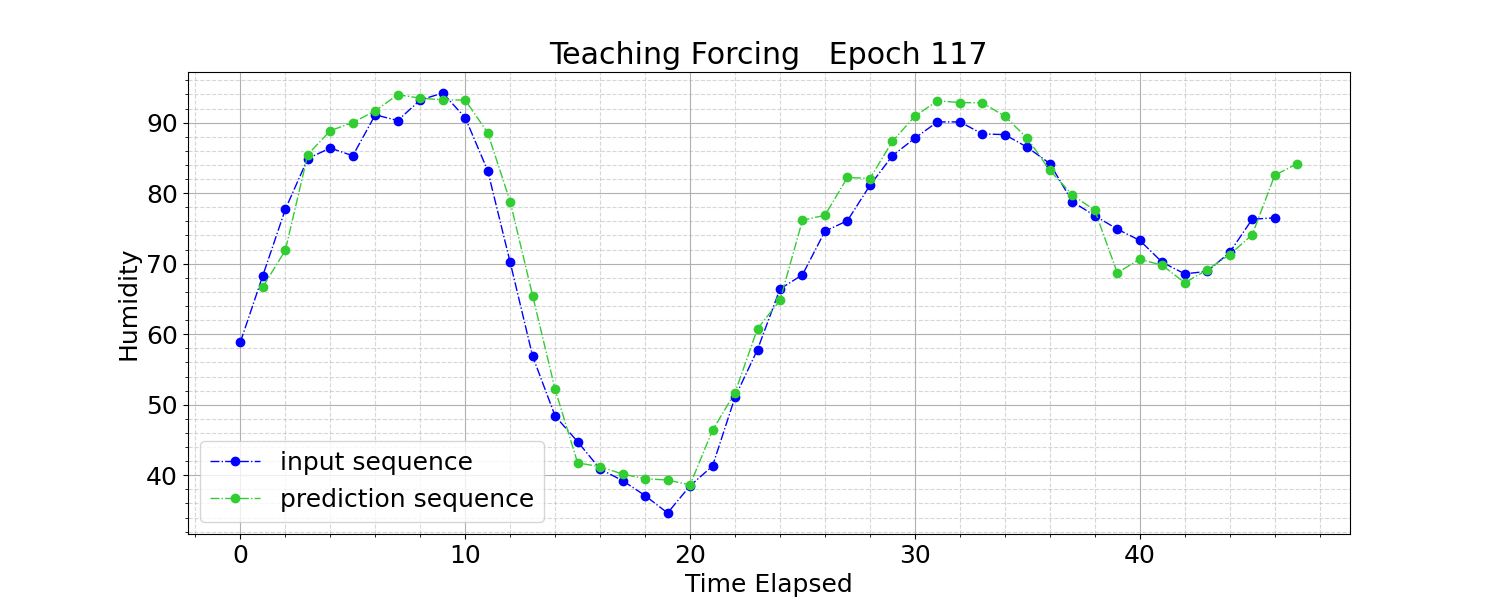 Teaching Forcing   Epoch 117
90
80
70
60
50
40
Humidity
input sequence
prediction sequence
0 10 20 30 40
Time Elapsed